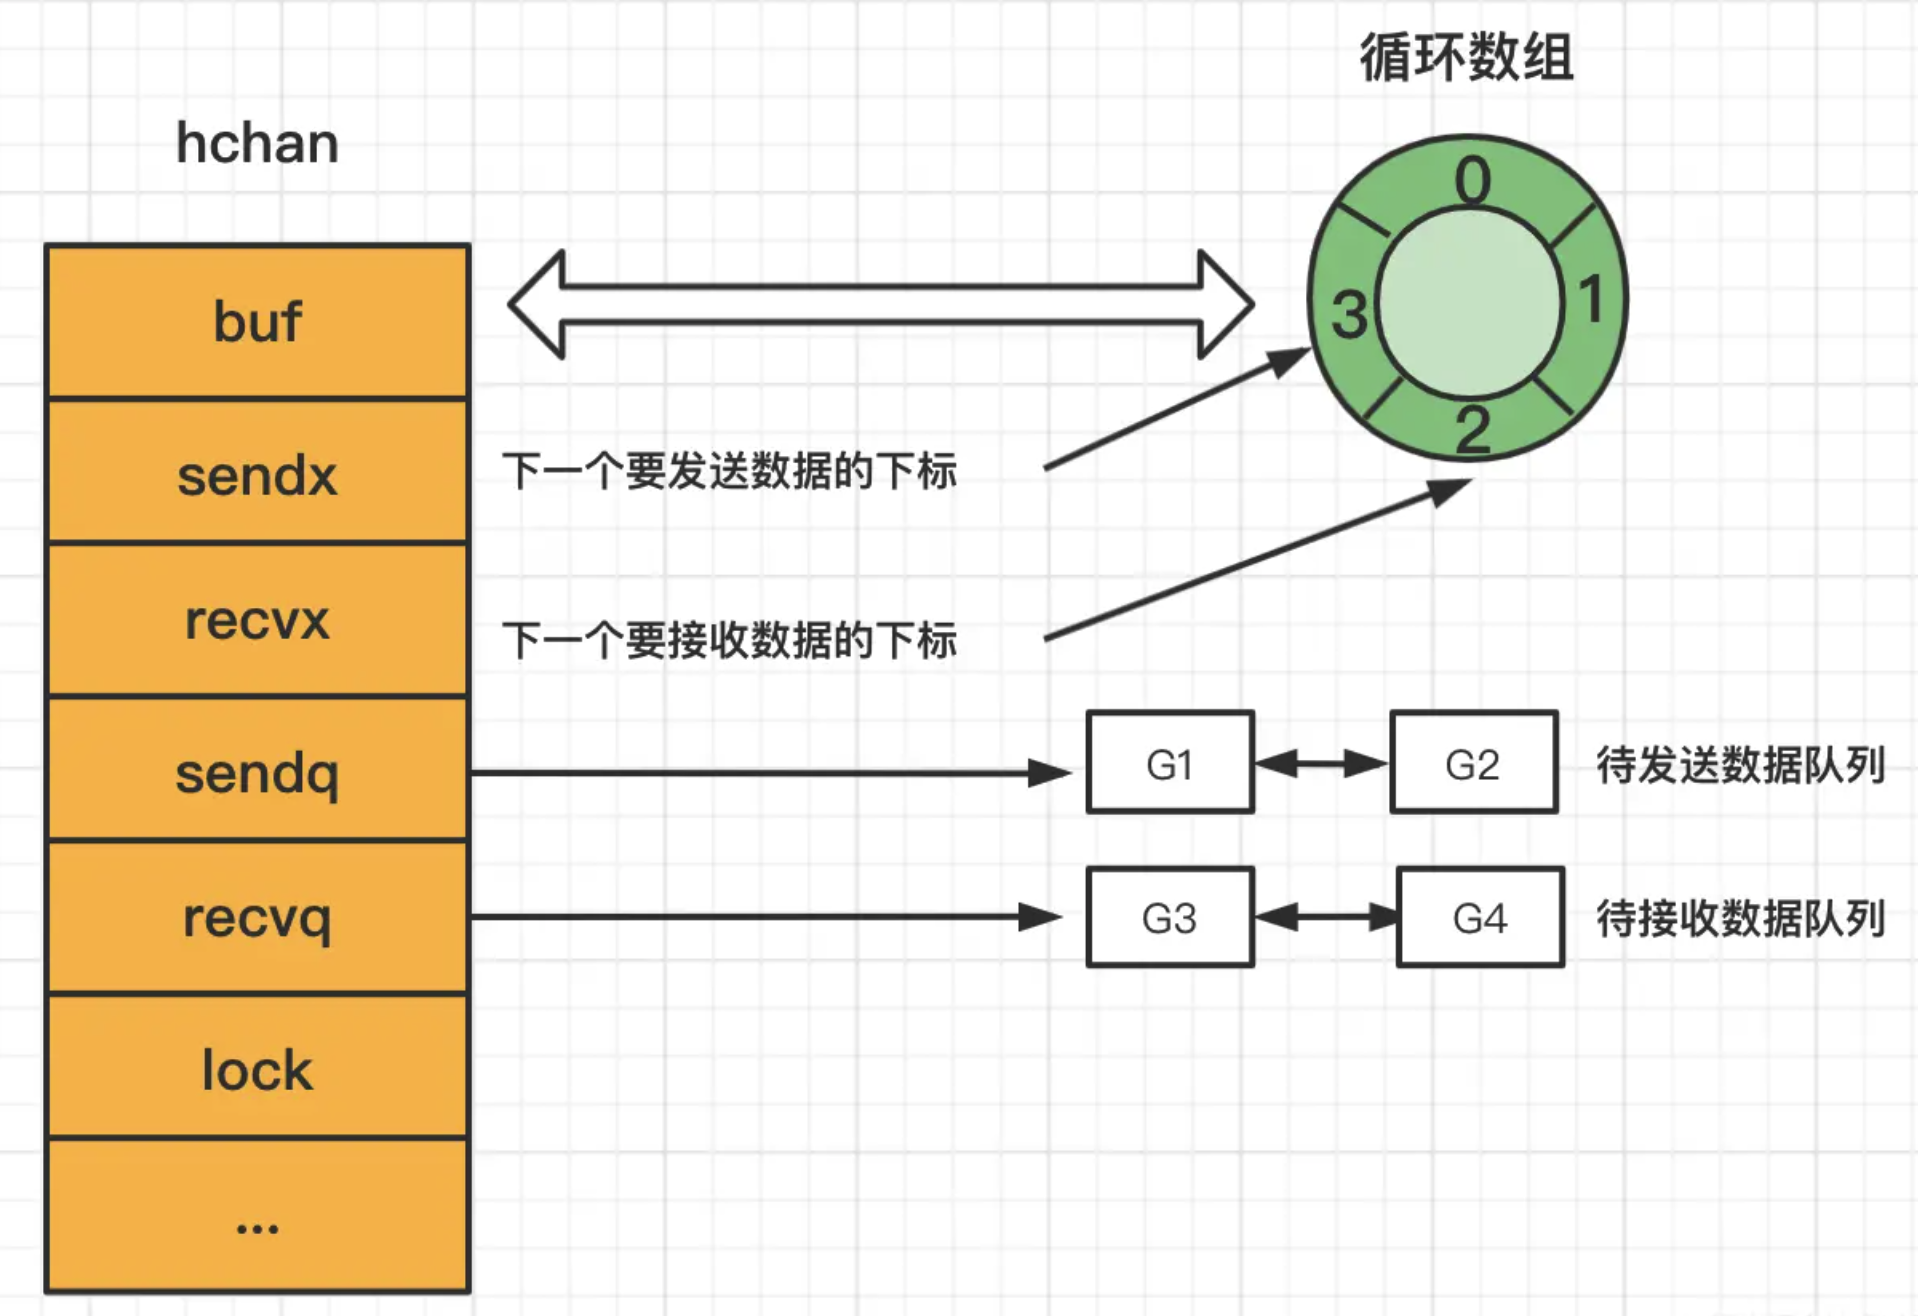 循环数组
hchan
0
1
2
3
buf
sendx
下一个要发送数据的下标
recvx
下一个要接收数据的下标
sendq
G1
G2
待发送数据队列
recvq
G3
G4
待接收数据队列
lock
...